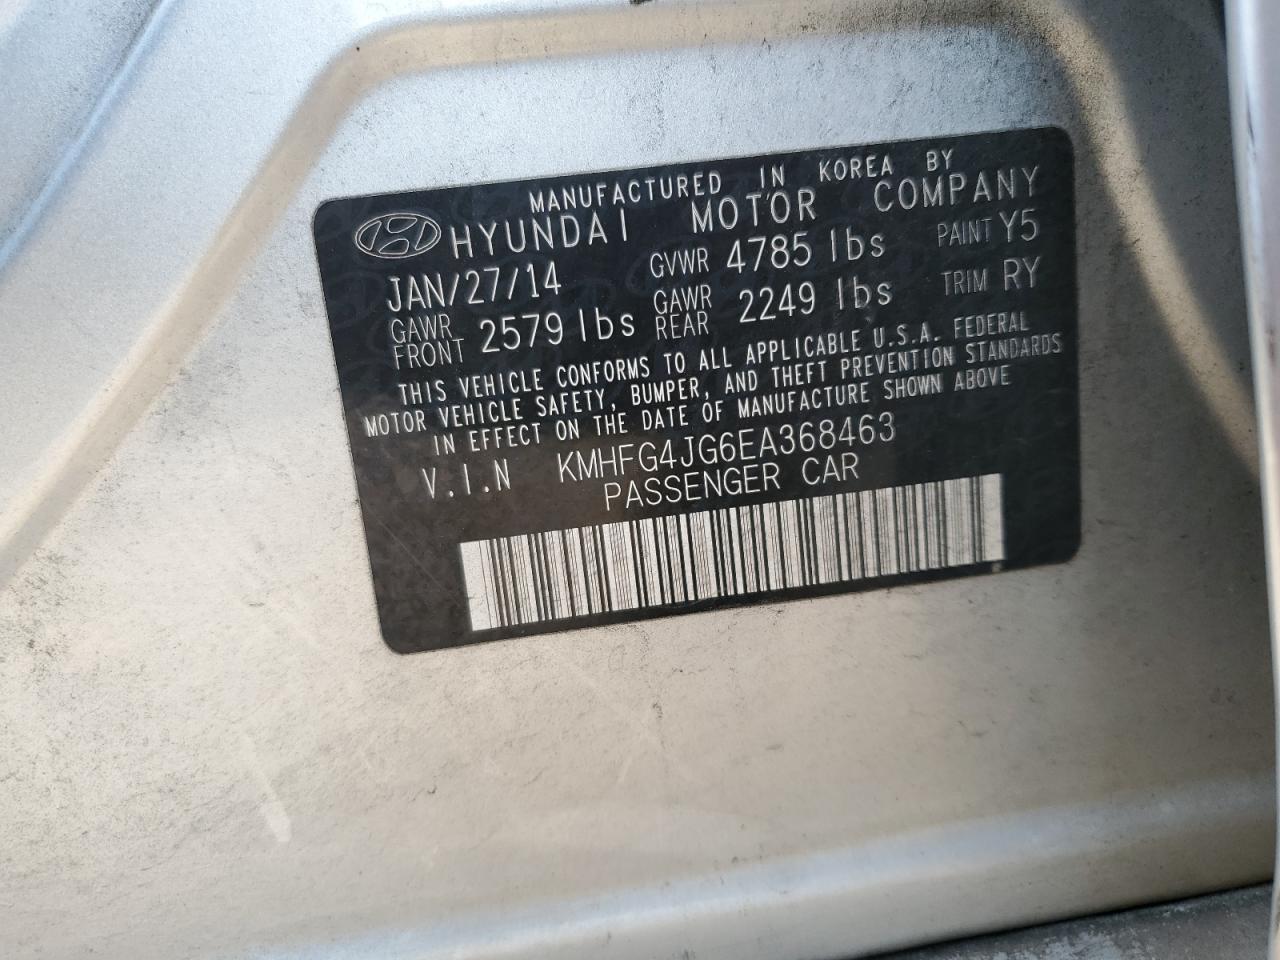 MANUFACTURED IN KOREA BY
HYUNDAI MOTOR COMPANY
JAN/27/14 GVWR 4785 lbs PAINT Y5
GAWR FRONT 2579 lbs GAWR REAR 2249 lbs TRIM RY
THIS VEHICLE CONFORMS TO ALL APPLICABLE U.S.A. FEDERAL
MOTOR VEHICLE SAFETY, BUMPER, AND THEFT PREVENTION STANDARDS
IN EFFECT ON THE DATE OF MANUFACTURE SHOWN ABOVE
V.I.N KMHFG4JG6EA368463
PASSENGER CAR